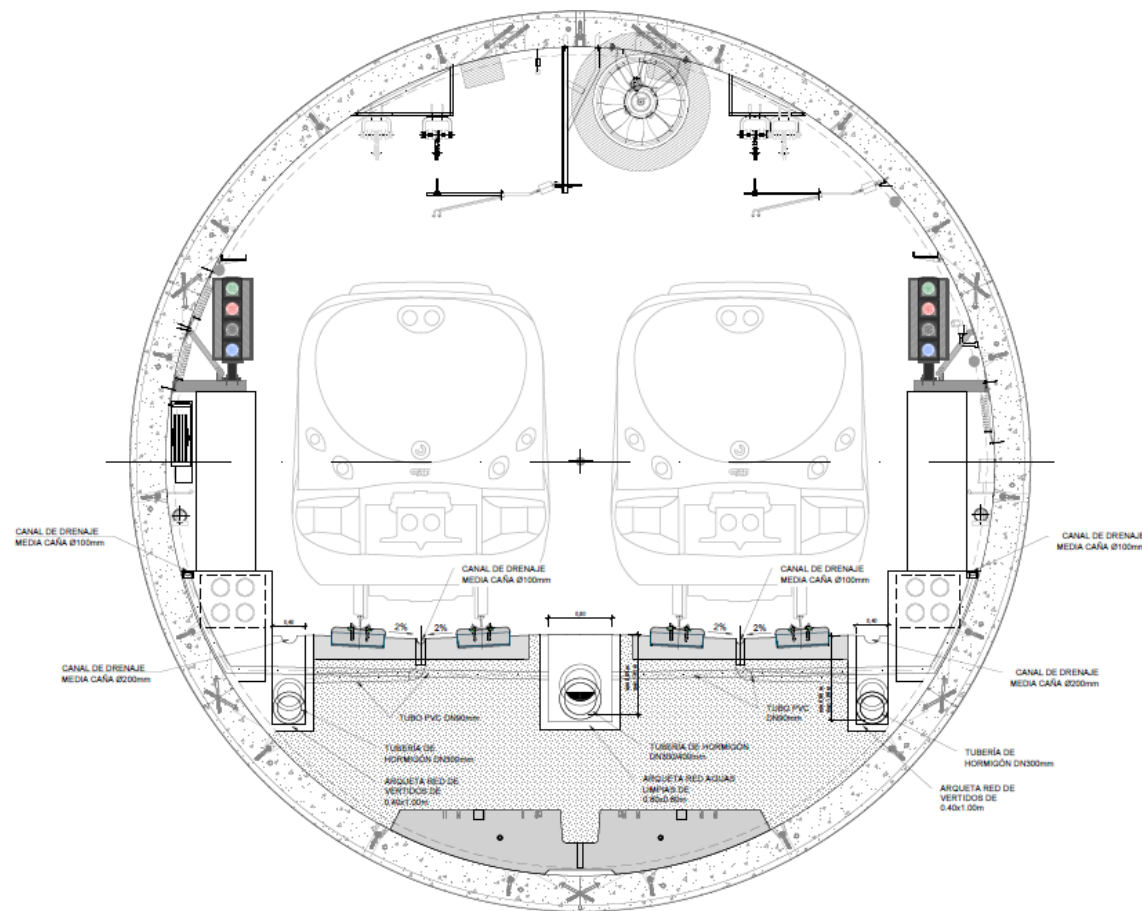 CANAL DE DRENAJE
MEDIA CAÑA Ø100mm
CANAL DE DRENAJE
MEDIA CAÑA Ø100mm
CANAL DE DRENAJE
MEDIA CAÑA Ø100mm
CANAL DE DRENAJE
MEDIA CAÑA Ø100mm
0,40
0,80
0,40
2%
2%
2%
2%
CANAL DE DRENAJE
MEDIA CAÑA Ø200mm
CANAL DE DRENAJE
MEDIA CAÑA Ø200mm
TUBO PVC DN90mm
TUBO PVC
DN90mm
TUBERÍA DE
HORMIGÓN DN300mm
TUBERÍA DE HORMIGÓN
DN300/400mm
TUBERÍA DE
HORMIGÓN DN300mm
ARQUETA RED DE
VERTIDOS DE
0.40x1.00m
ARQUETA RED AGUAS
LIMPIAS DE
0.80x0.80m
ARQUETA RED DE
VERTIDOS DE
0.40x1.00m